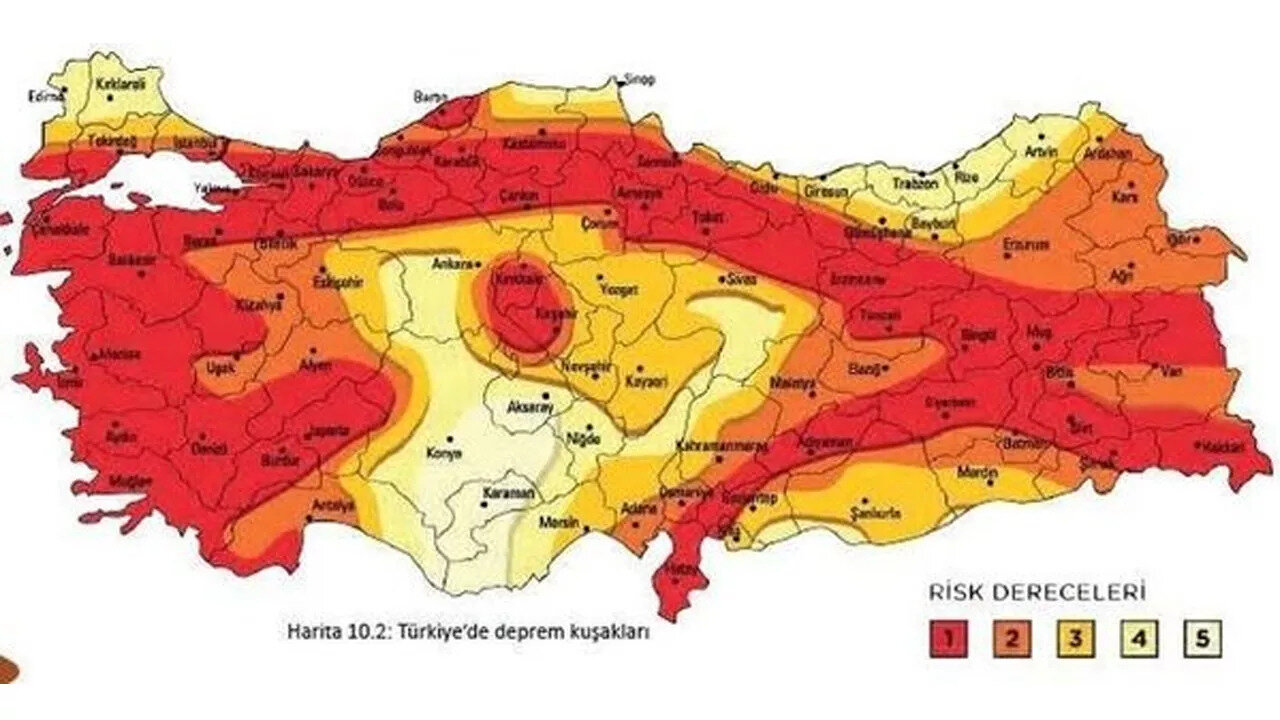 Sinop
Kırklareli
Edirne
Bartın
Tekirdağ
İstanbul
Kastamonu
Artvin
Ardahan
Karabük
Samsun
Sakarya
Rize
Trabzon
Düzce
Ordu
Giresun
Kars
Bolu
Çankırı
Amasya
Tokat
Çorum
Bayburt
Gümüşhane
Çanakkale
Bursa
Bilecik
Erzurum
Iğdır
Balıkesir
Ankara
Eskişehir
Kırıkkale
Yozgat
Sivas
Erzincan
Ağrı
Kütahya
Kırşehir
Tunceli
Bingöl
Muş
Manisa
Uşak
Afyon
Nevşehir
Kayseri
Elazığ
Bitlis
Van
İzmir
Malatya
Aksaray
Diyarbakır
Aydın
Denizli
Isparta
Burdur
Niğde
Konya
Kahramanmaraş
Adıyaman
Batman
Siirt
Hakkari
Muğla
Mardin
Şırnak
Antalya
Karaman
Osmaniye
Gaziantep
Adana
Mersin
Şanlıurfa
Hatay
RİSK DERECELERİ
1 2 3 4 5
Harita 10.2: Türkiye'de deprem kuşakları